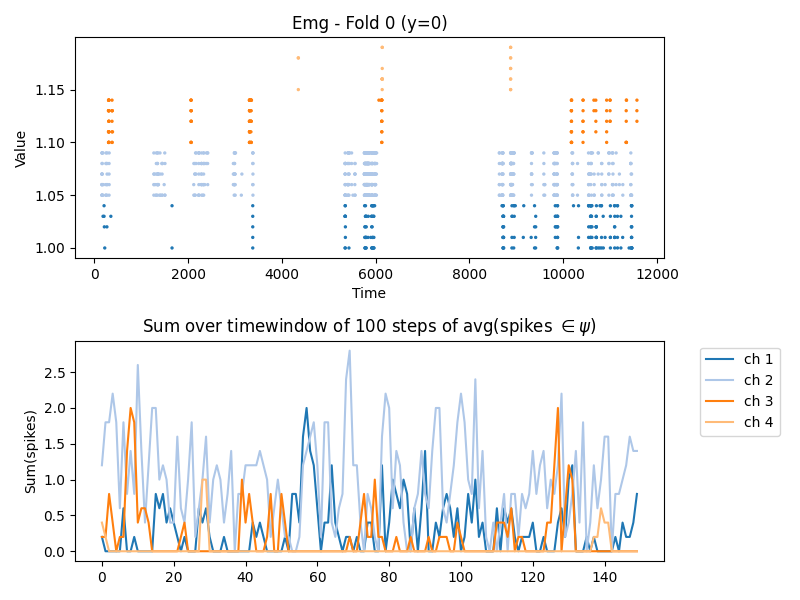 Emg - Fold 0 (y=0)
Value
1.15
1.10
1.05
1.00
0 2000 4000 6000 8000 10000 12000
Time
Sum over timewindow of 100 steps of avg(spikes ∈ ψ)
Sum(spikes)
2.5
2.0
1.5
1.0
0.5
0.0
0 20 40 60 80 100 120 140
ch 1
ch 2
ch 3
ch 4